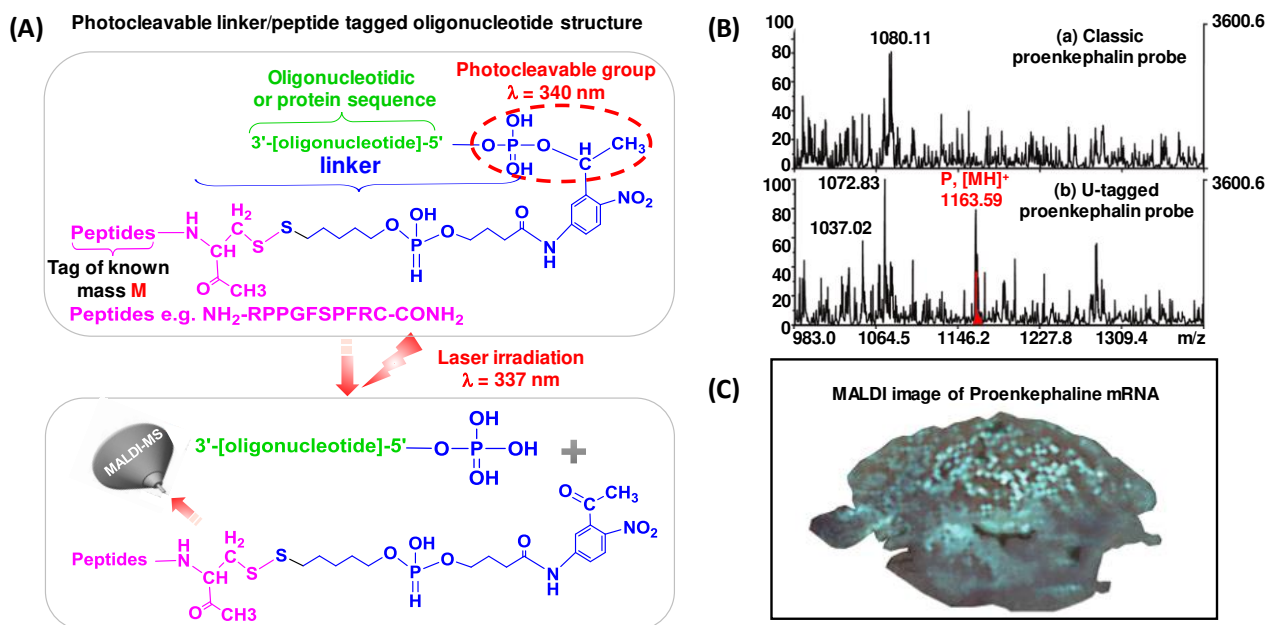 (A)
Photocleavable linker/peptide tagged oligonucleotide structure
Oligonucleotidic
or protein sequence
Photocleavable group
λ = 340 nm
3'-[oligonucleotide]-5'
O
P
OH
OH
O
C
H
CH3
linker
NO2
Peptides
H
N
H2
C
CH
S
S
O
CH3
O
OH
P
H
O
O
N
H
Tag of known
mass M
Peptides e.g. NH2-RPPGFSPFRC-CONH2
Laser irradiation
λ = 337 nm
MALDI-MS
3'-[oligonucleotide]-5'
O
P
OH
OH
OH
+
O
C
CH3
NO2
Peptides
H
N
H2
C
CH
S
S
O
CH3
O
OH
P
H
O
O
N
H
(B)
100
80
60
40
20
0
1080.11
(a) Classic
proenkephalin probe
3600.6
100
80
60
40
20
0
1072.83
1037.02
P, [MH]+
1163.59
(b) U-tagged
proenkephalin probe
3600.6
983.0 1064.5 1146.2 1227.8 1309.4 m/z
(C)
MALDI image of Proenkephaline mRNA